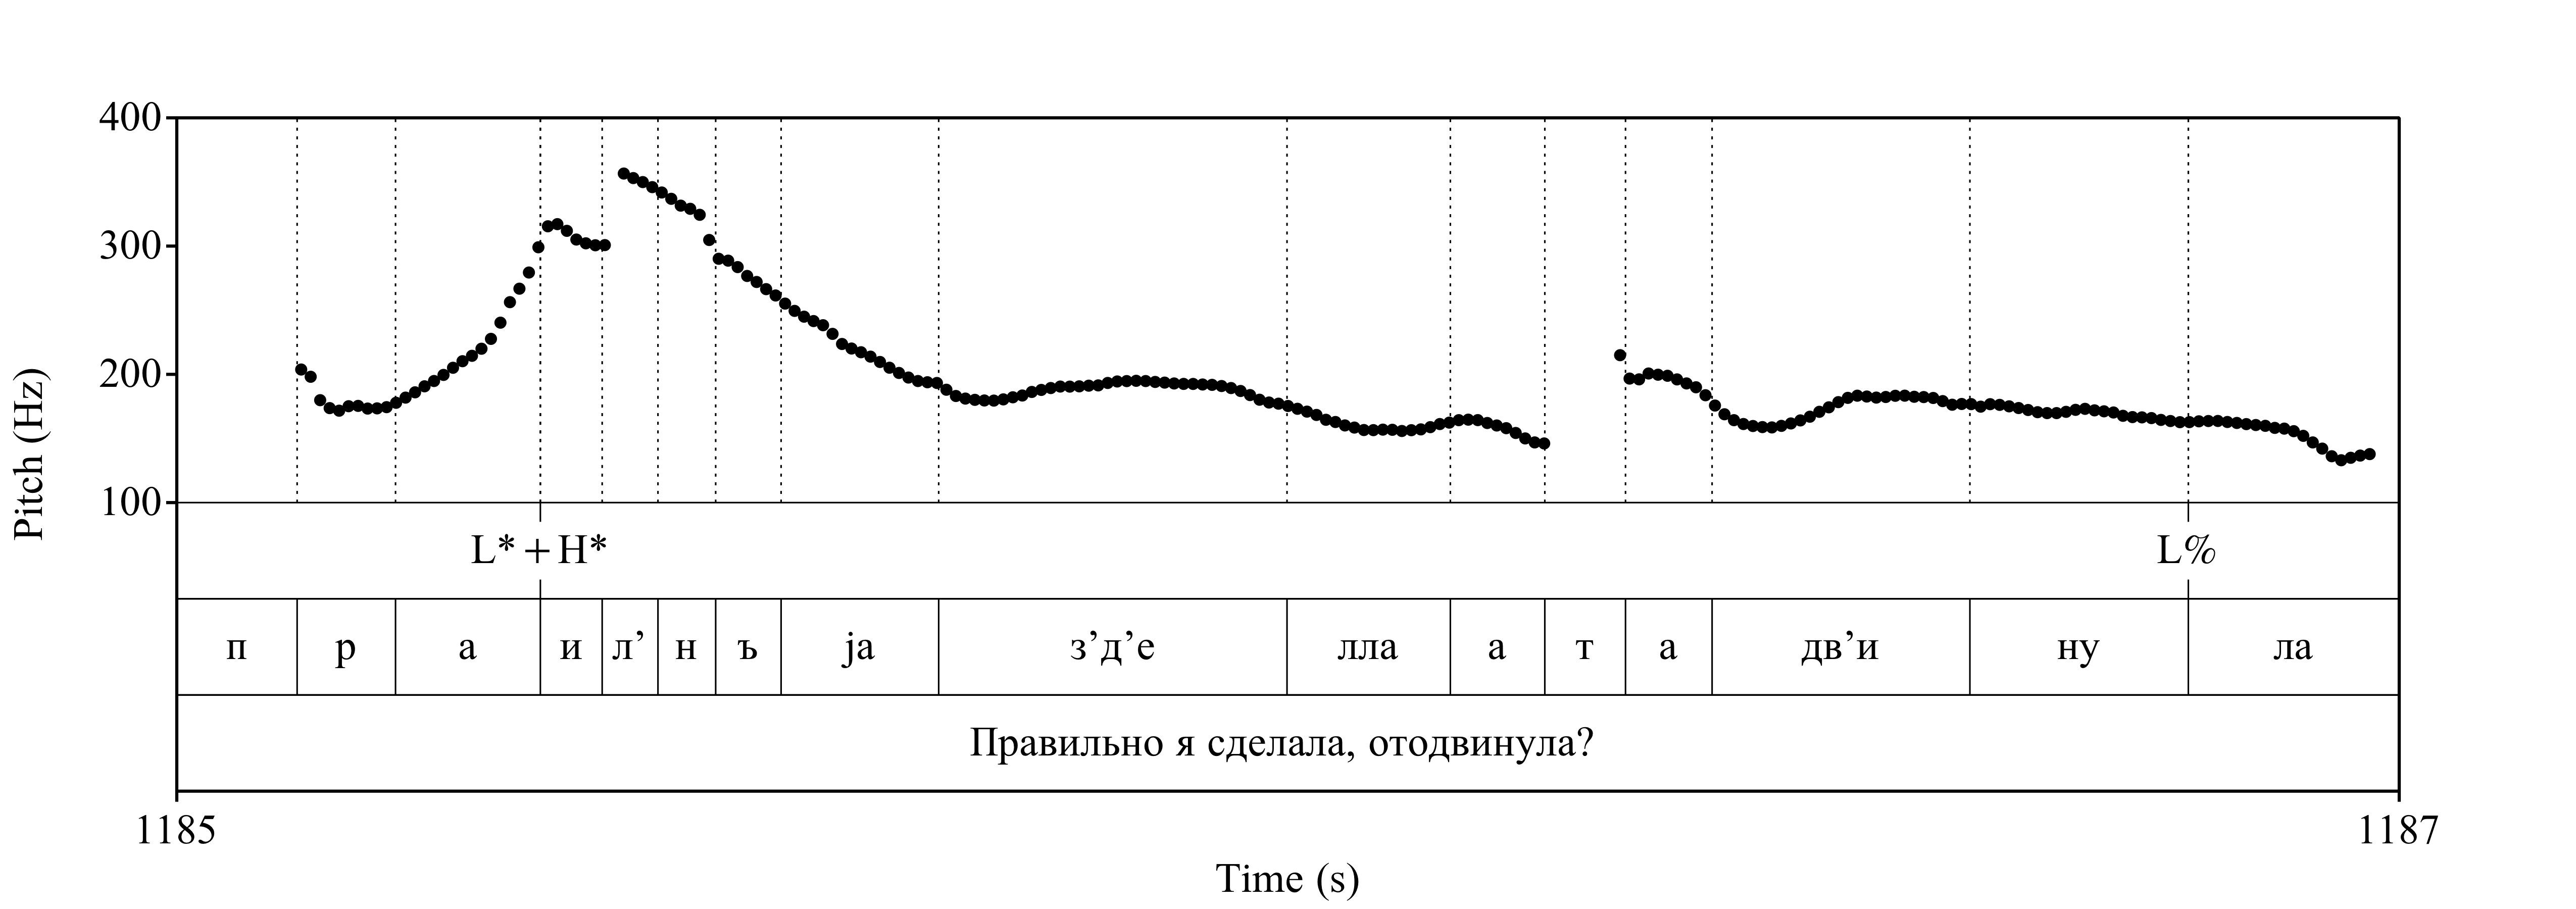 400
300
200
100
Pitch (Hz)
L*+H* L%
п р а и л’ н ъ ја з’д’е лла а т а дв’и ну ла
Правильно я сделала, отодвинула?
1185 1187
Time (s)